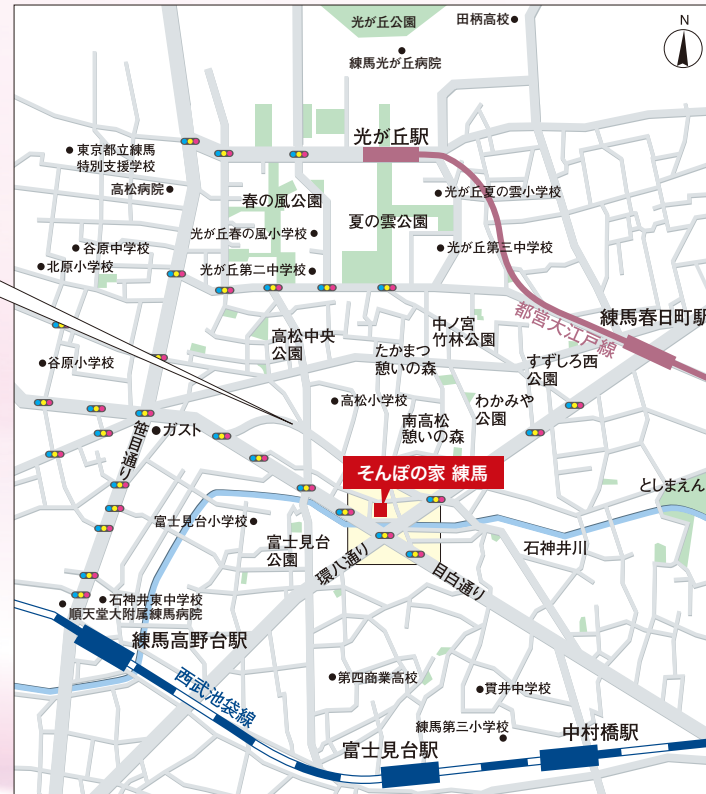 光が丘公園
田柄高校
N
練馬光が丘病院
光が丘駅
東京都立練馬
特別支援学校
高松病院
春の風公園
光が丘夏の雲小学校
夏の雲公園
光が丘春の風小学校
谷原中学校
光が丘第三中学校
北原小学校
光が丘第二中学校
都営大江戸線
練馬春日町駅
高松中央
公園
中ノ宮
竹林公園
たかまつ
憩いの森
すずしろ西
公園
谷原小学校
高松小学校
わかみや
公園
笹目通り
ガスト
南高松
憩いの森
そんぽの家 練馬
としまえん
富士見台小学校
富士見台
公園
環八通り
目白通り
石神井川
石神井東中学校
順天堂大附属練馬病院
練馬高野台駅
西武池袋線
第四商業高校
貫井中学校
練馬第三小学校
中村橋駅
富士見台駅